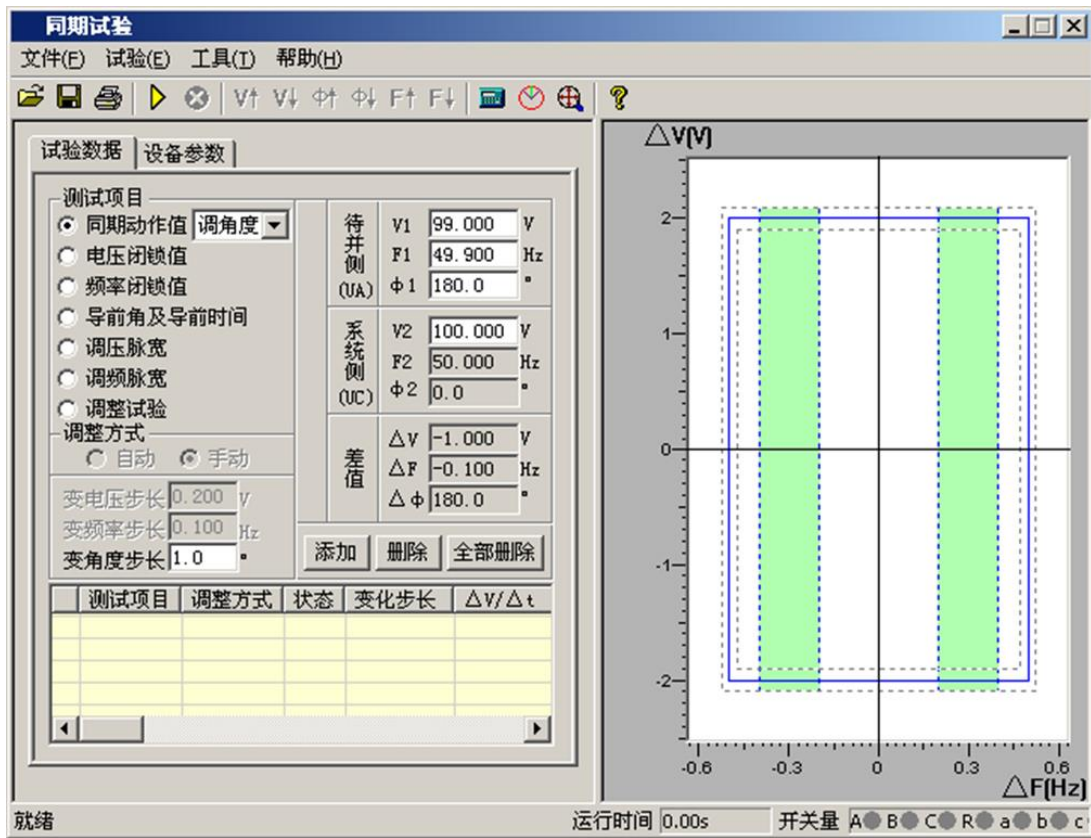 同期试验
文件(F) 试验(E) 工具(T) 帮助(H)
V↑ V↓ Φ↑ Φ↓ F↑ F↓ ?
试验数据 设备参数
测试项目
同期动作值 调角度
电压闭锁值
频率闭锁值
导前角及导前时间
调压脉宽
调频脉宽
调整试验
调整方式
自动 手动
变电压步长 0.200 V
变频率步长 0.100 Hz
变角度步长 1.0 °
待并侧(UA)
V1 99.000 V
F1 49.900 Hz
Φ1 180.0 °
系统侧(UC)
V2 100.000 V
F2 50.000 Hz
Φ2 0.0 °
差值
△V -1.000 V
△F -0.100 Hz
△Φ 180.0 °
添加 删除 全部删除
测试项目 调整方式 状态 变化步长 △V/△t
△V(V)
2
1
0
-1
-2
-0.6 -0.3 0 0.3 0.6
△F(Hz)
就绪 运行时间 0.00s 开关量 A B C R a b c